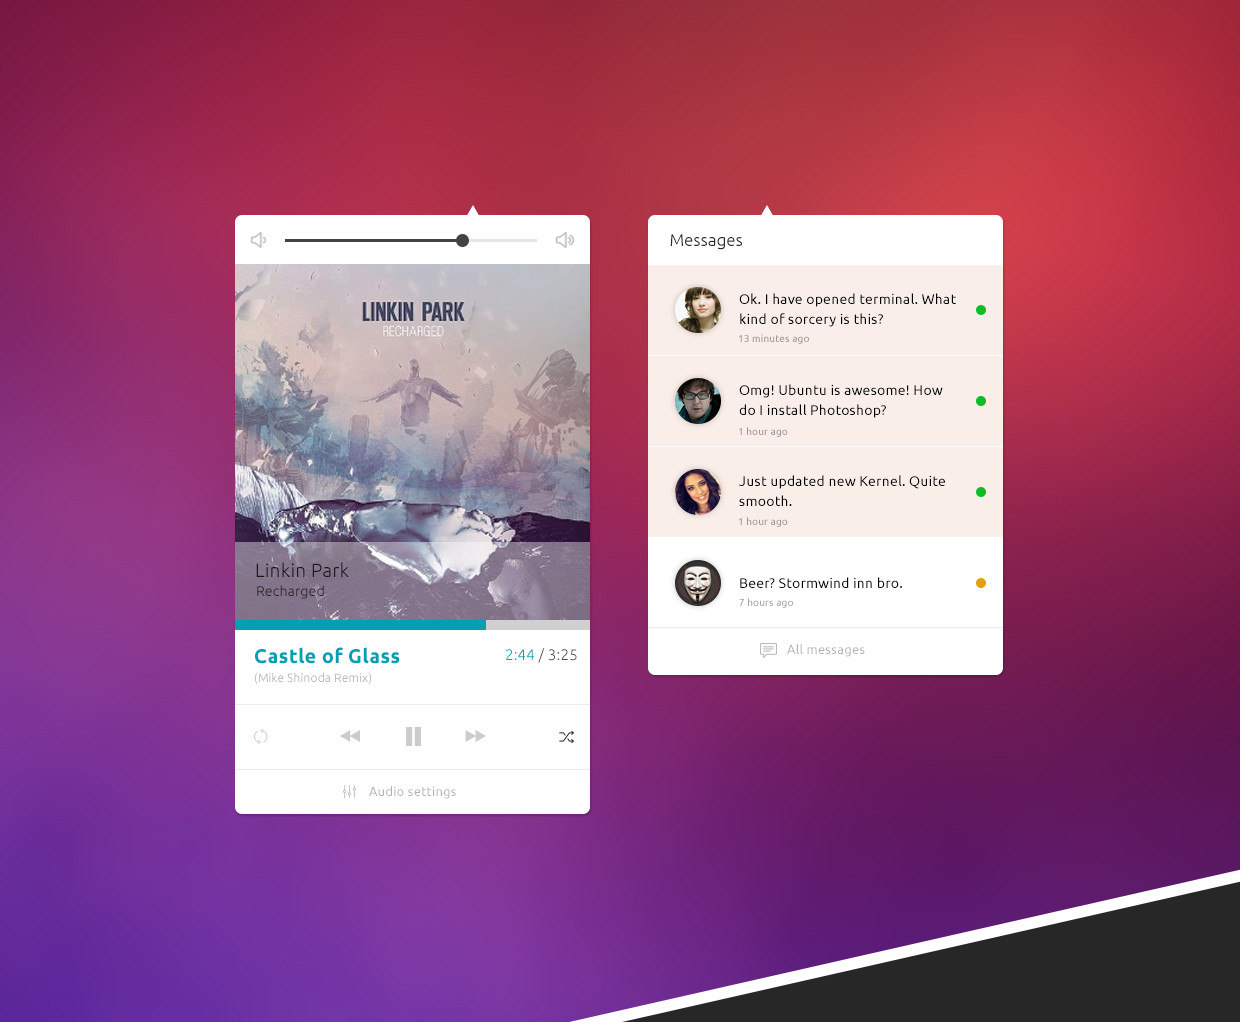 LINKIN PARK
RECHARGED
Linkin Park
Recharged
Castle of Glass
2:44 / 3:25
(Mike Shinoda Remix)
Audio settings
Messages
Ok. I have opened terminal. What
kind of sorcery is this?
13 minutes ago
Omg! Ubuntu is awesome! How
do I install Photoshop?
1 hour ago
Just updated new Kernel. Quite
smooth.
1 hour ago
Beer? Stormwind inn bro.
7 hours ago
All messages